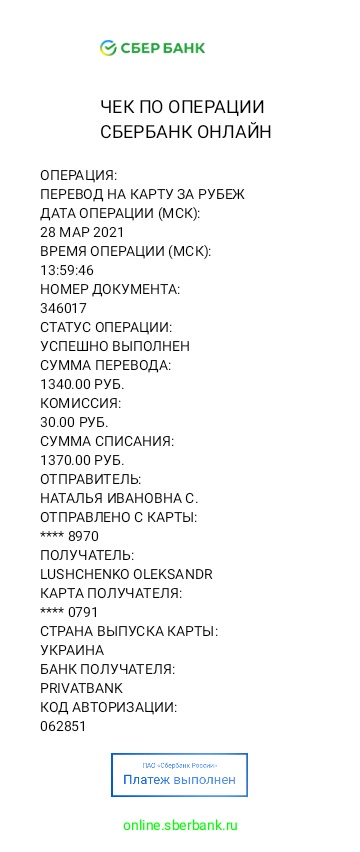 СБЕР БАНК
ЧЕК ПО ОПЕРАЦИИ
СБЕРБАНК ОНЛАЙН
ОПЕРАЦИЯ:
ПЕРЕВОД НА КАРТУ ЗА РУБЕЖ
ДАТА ОПЕРАЦИИ (МСК):
28 МАР 2021
ВРЕМЯ ОПЕРАЦИИ (МСК):
13:59:46
НОМЕР ДОКУМЕНТА:
346017
СТАТУС ОПЕРАЦИИ:
УСПЕШНО ВЫПОЛНЕН
СУММА ПЕРЕВОДА:
1340.00 РУБ.
КОМИССИЯ:
30.00 РУБ.
СУММА СПИСАНИЯ:
1370.00 РУБ.
ОТПРАВИТЕЛЬ:
НАТАЛЬЯ ИВАНОВНА С.
ОТПРАВЛЕНО С КАРТЫ:
**** 8970
ПОЛУЧАТЕЛЬ:
LUSHCHENKO OLEKSANDR
КАРТА ПОЛУЧАТЕЛЯ:
**** 0791
СТРАНА ВЫПУСКА КАРТЫ:
УКРАИНА
БАНК ПОЛУЧАТЕЛЯ:
PRIVATBANK
КОД АВТОРИЗАЦИИ:
062851
ПАО «Сбербанк России»
Платеж выполнен
online.sberbank.ru